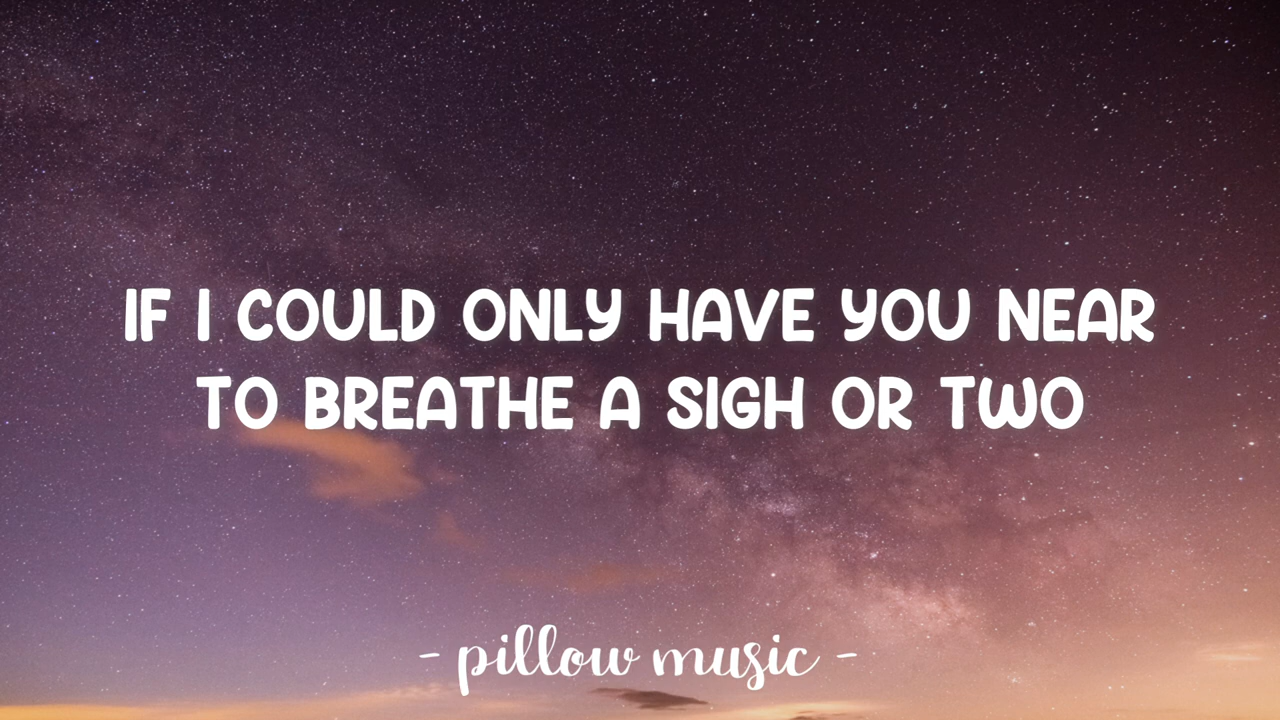 IF I COULD ONLY HAVE YOU NEAR
TO BREATHE A SIGH OR TWO
- pillow music -